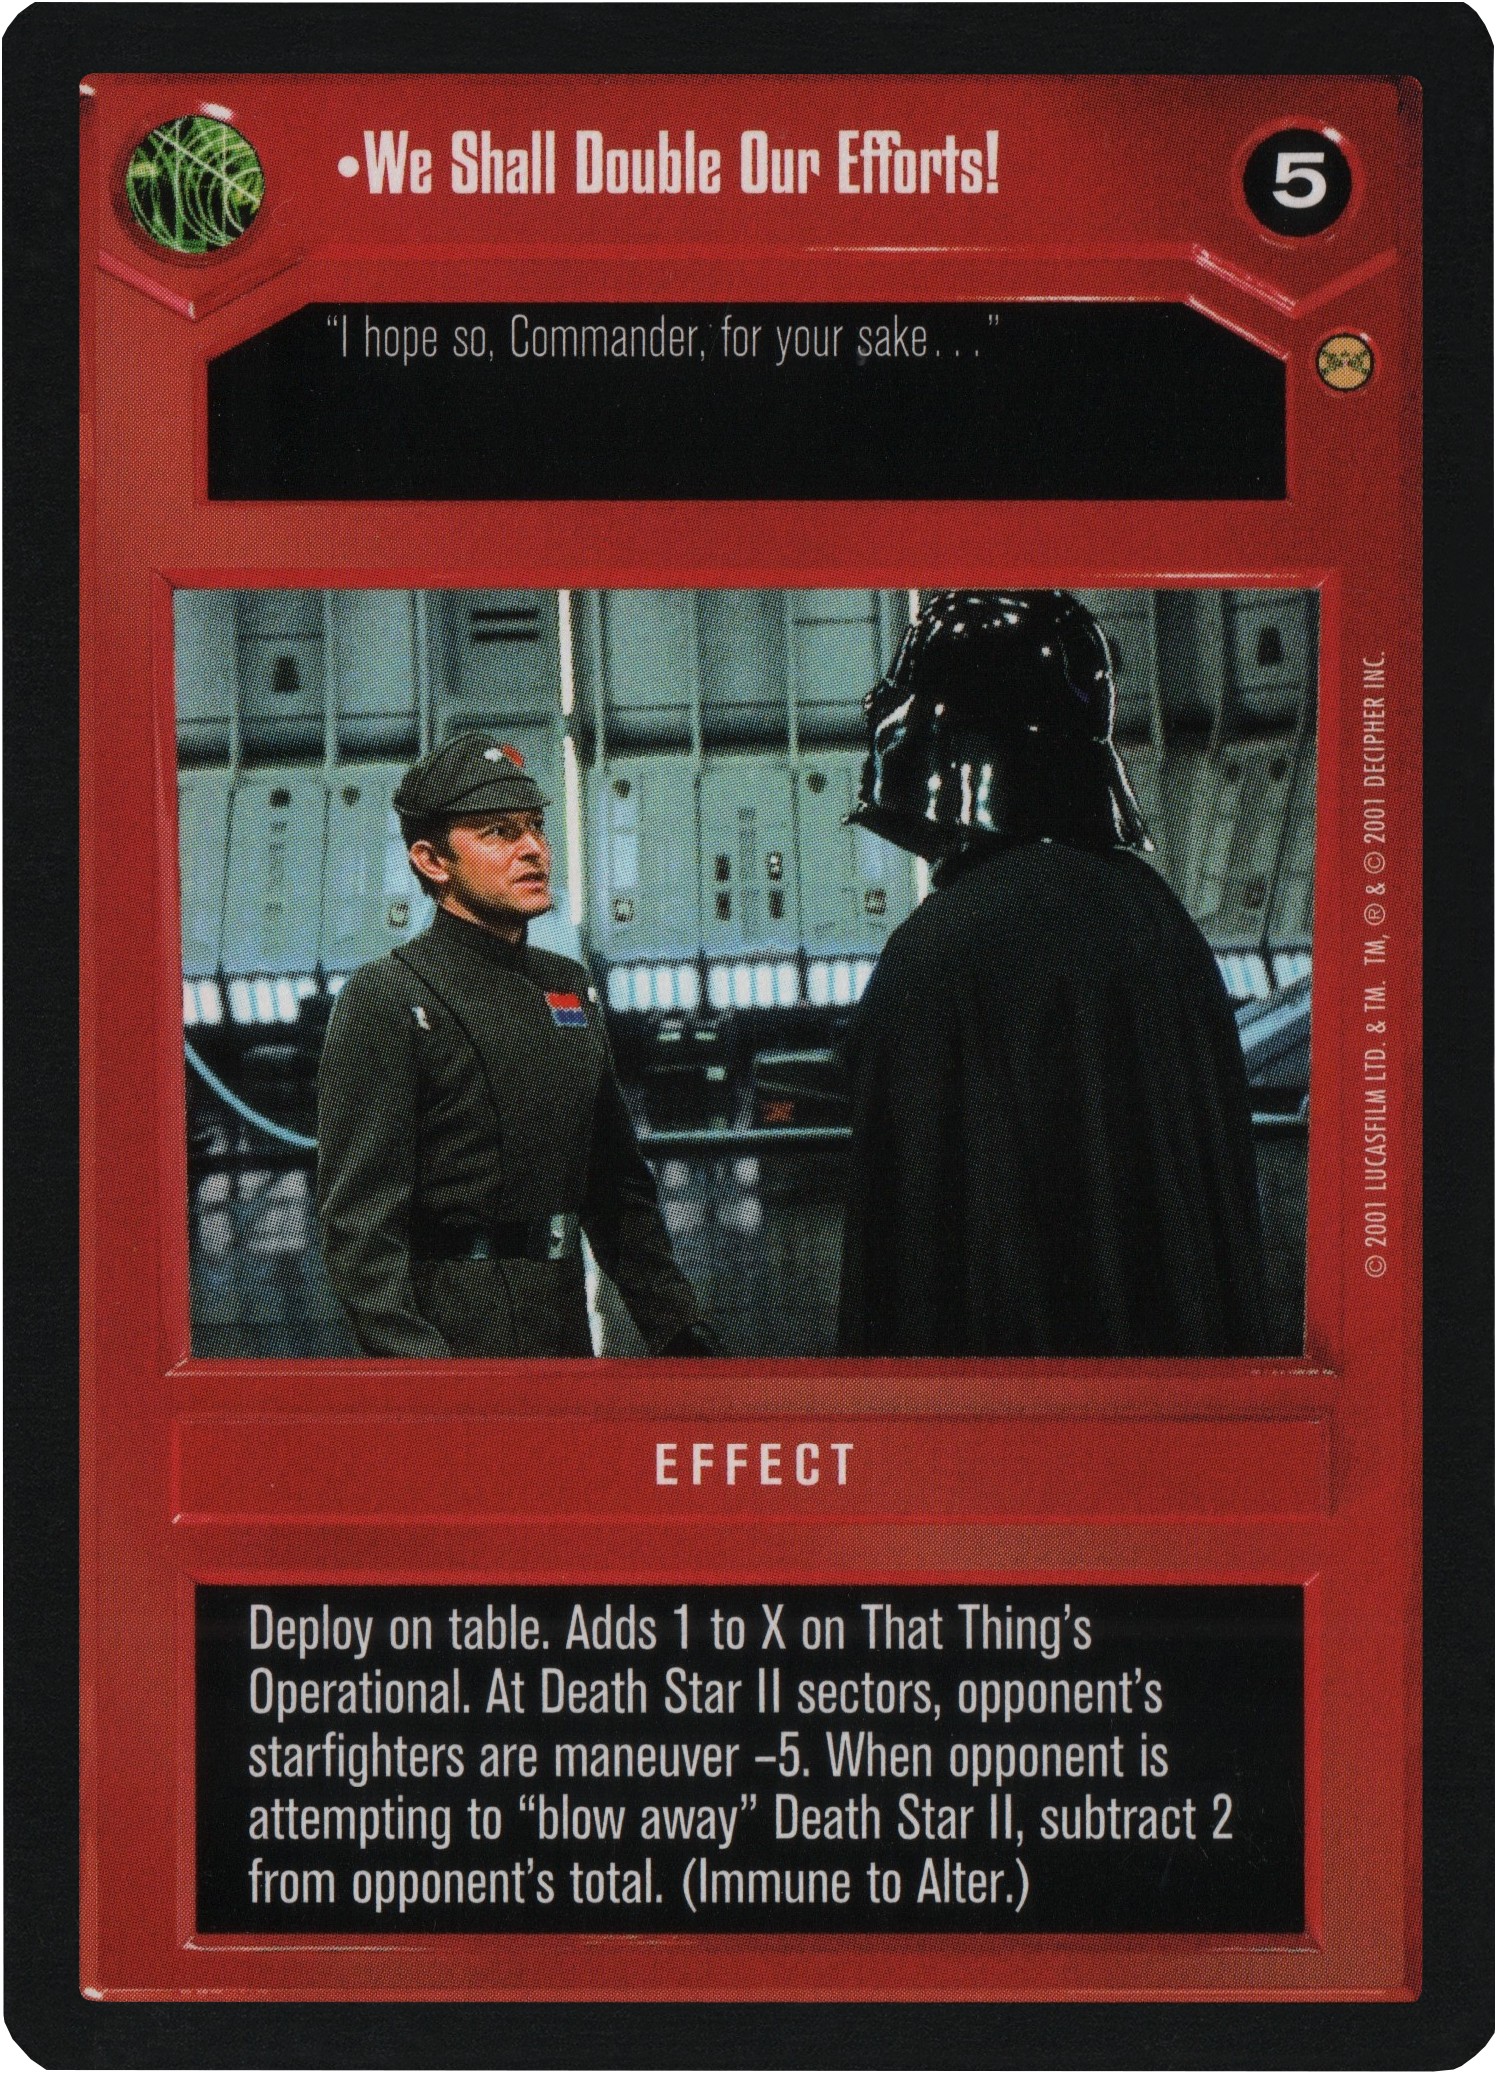 •We Shall Double Our Efforts!
5
“I hope so, Commander, for your sake. . .”
© 2001 LUCASFILM LTD. & TM. TM, ® & © 2001 DECIPHER INC.
EFFECT
Deploy on table. Adds 1 to X on That Thing’s
Operational. At Death Star II sectors, opponent’s
starfighters are maneuver –5. When opponent is
attempting to “blow away” Death Star II, subtract 2
from opponent’s total. (Immune to Alter.)